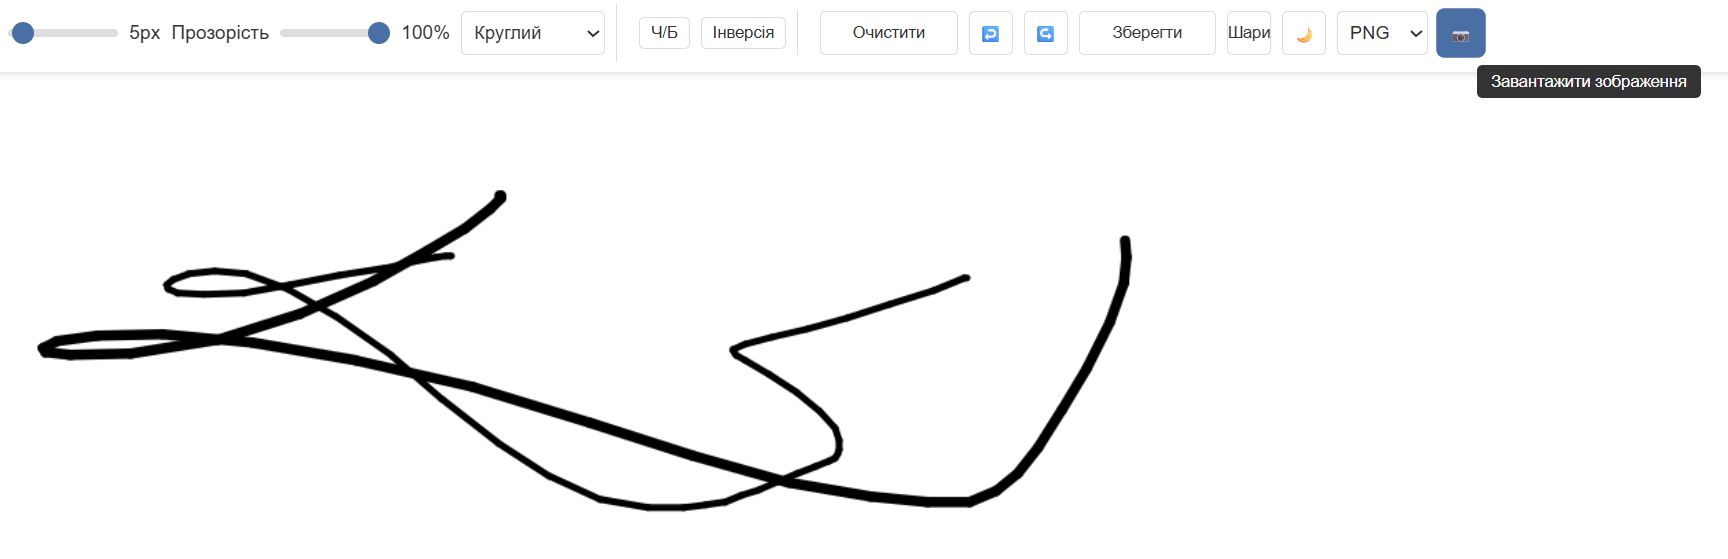 5px Прозорість 100% Круглий Ч/Б Інверсія Очистити Зберегти Шари PNG
Завантажити зображення